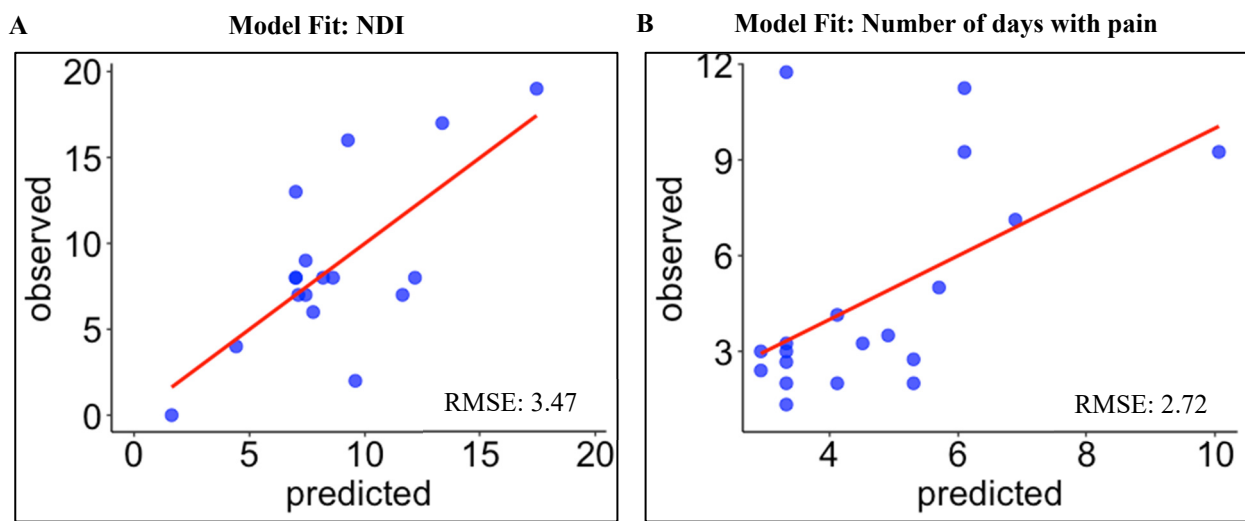 A
Model Fit: NDI
20
15
10
5
0
observed
RMSE: 3.47
0 5 10 15 20
predicted
B
Model Fit: Number of days with pain
12
9
6
3
observed
RMSE: 2.72
4 6 8 10
predicted